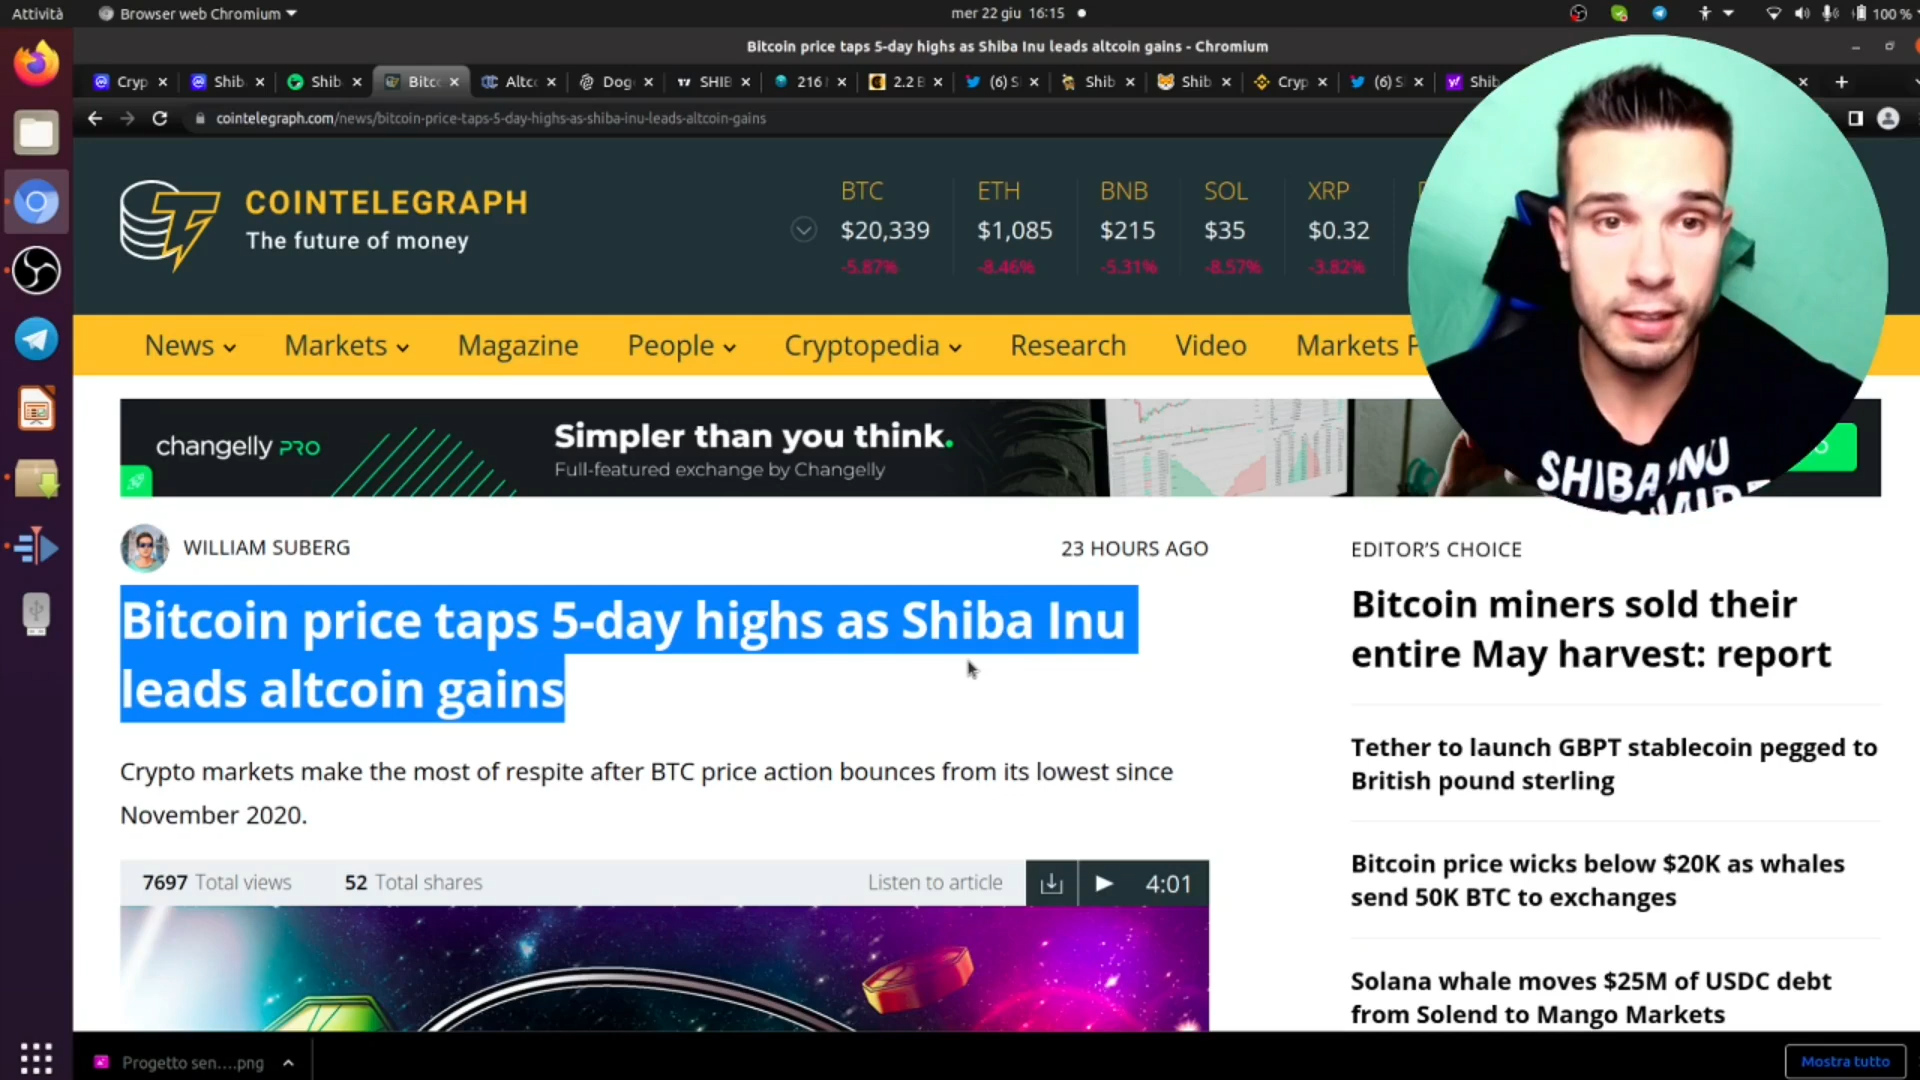 Attività
Browser web Chromium
mer 22 giu 16:15
100 %
Bitcoin price taps 5-day highs as Shiba Inu leads altcoin gains - Chromium
Cryp
Shib
Shib
Bitc
Altc
Dog
SHIB
216
2.2 B
(6) S
Shib
Shib
Cryp
(6) S
Shib
cointelegraph.com/news/bitcoin-price-taps-5-day-highs-as-shiba-inu-leads-altcoin-gains
COINTELEGRAPH
The future of money
BTC ETH BNB SOL XRP
$20,339 $1,085 $215 $35 $0.32
-5.87% -8.46% -5.31% -8.57% -3.82%
News Markets Magazine People Cryptopedia Research Video Markets P
changelly PRO
Simpler than you think.
Full-featured exchange by Changelly
SHIBA INU
WILLIAM SUBERG
23 HOURS AGO
Bitcoin price taps 5-day highs as Shiba Inu
leads altcoin gains
Crypto markets make the most of respite after BTC price action bounces from its lowest since
November 2020.
7697 Total views 52 Total shares
Listen to article
4:01
EDITOR'S CHOICE
Bitcoin miners sold their
entire May harvest: report
Tether to launch GBPT stablecoin pegged to
British pound sterling
Bitcoin price wicks below $20K as whales
send 50K BTC to exchanges
Solana whale moves $25M of USDC debt
from Solend to Mango Markets
Progetto sen....png
Mostra tutto